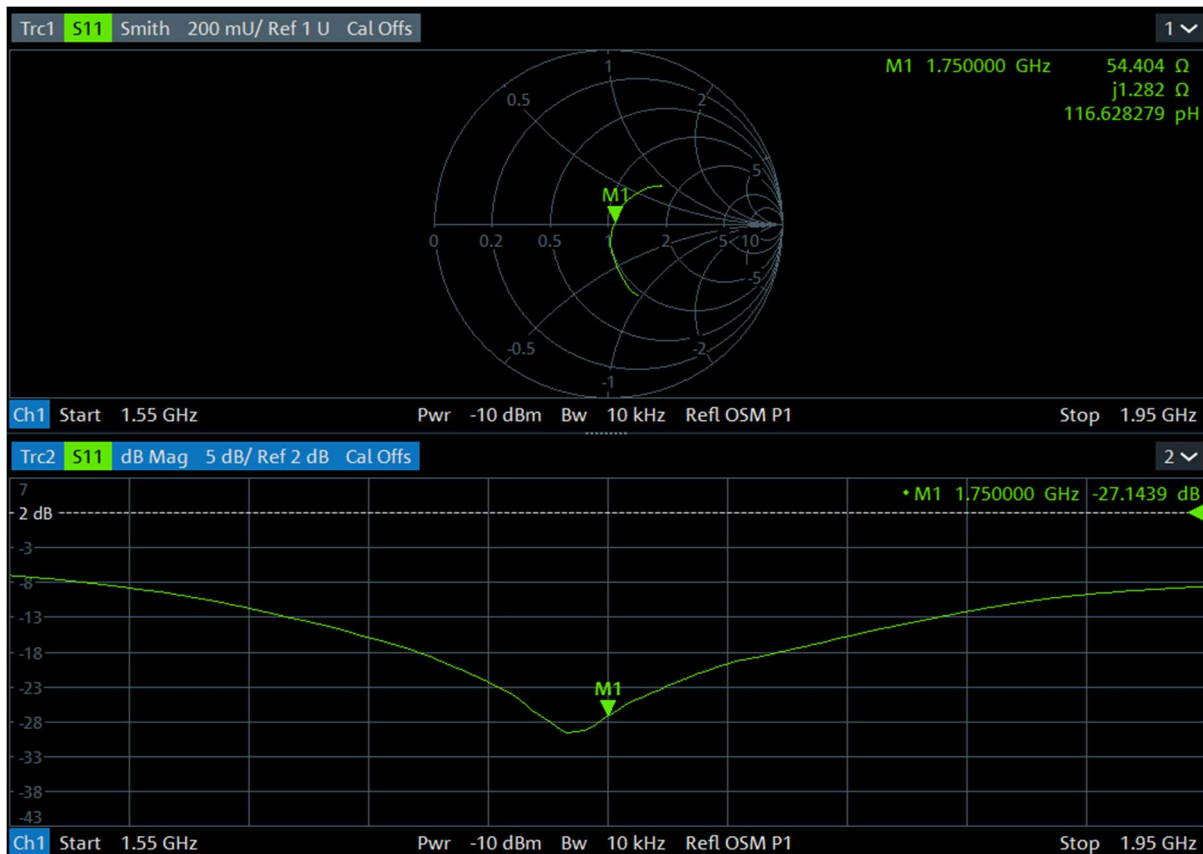 Trc1 S11 Smith 200 mU/ Ref 1 U Cal Offs 1
M1 1.750000 GHz 54.404 Ω
j1.282 Ω
116.628279 pH
1
0.5 2
5
M1
0 0.2 0.5 1 2 5 10
-5
-0.5 -2
-1
Ch1 Start 1.55 GHz Pwr -10 dBm Bw 10 kHz Refl OSM P1 Stop 1.95 GHz
Trc2 S11 dB Mag 5 dB/ Ref 2 dB Cal Offs 2
7
•M1 1.750000 GHz -27.1439 dB
2 dB
-3
-8
-13
-18
-23
M1
-28
-33
-38
-43
Ch1 Start 1.55 GHz Pwr -10 dBm Bw 10 kHz Refl OSM P1 Stop 1.95 GHz